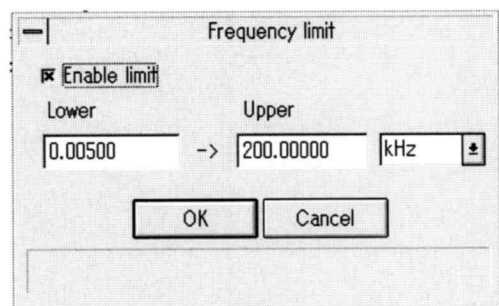 Frequency limit
Enable limit
Lower Upper
0.00500 -> 200.00000 kHz
OK Cancel